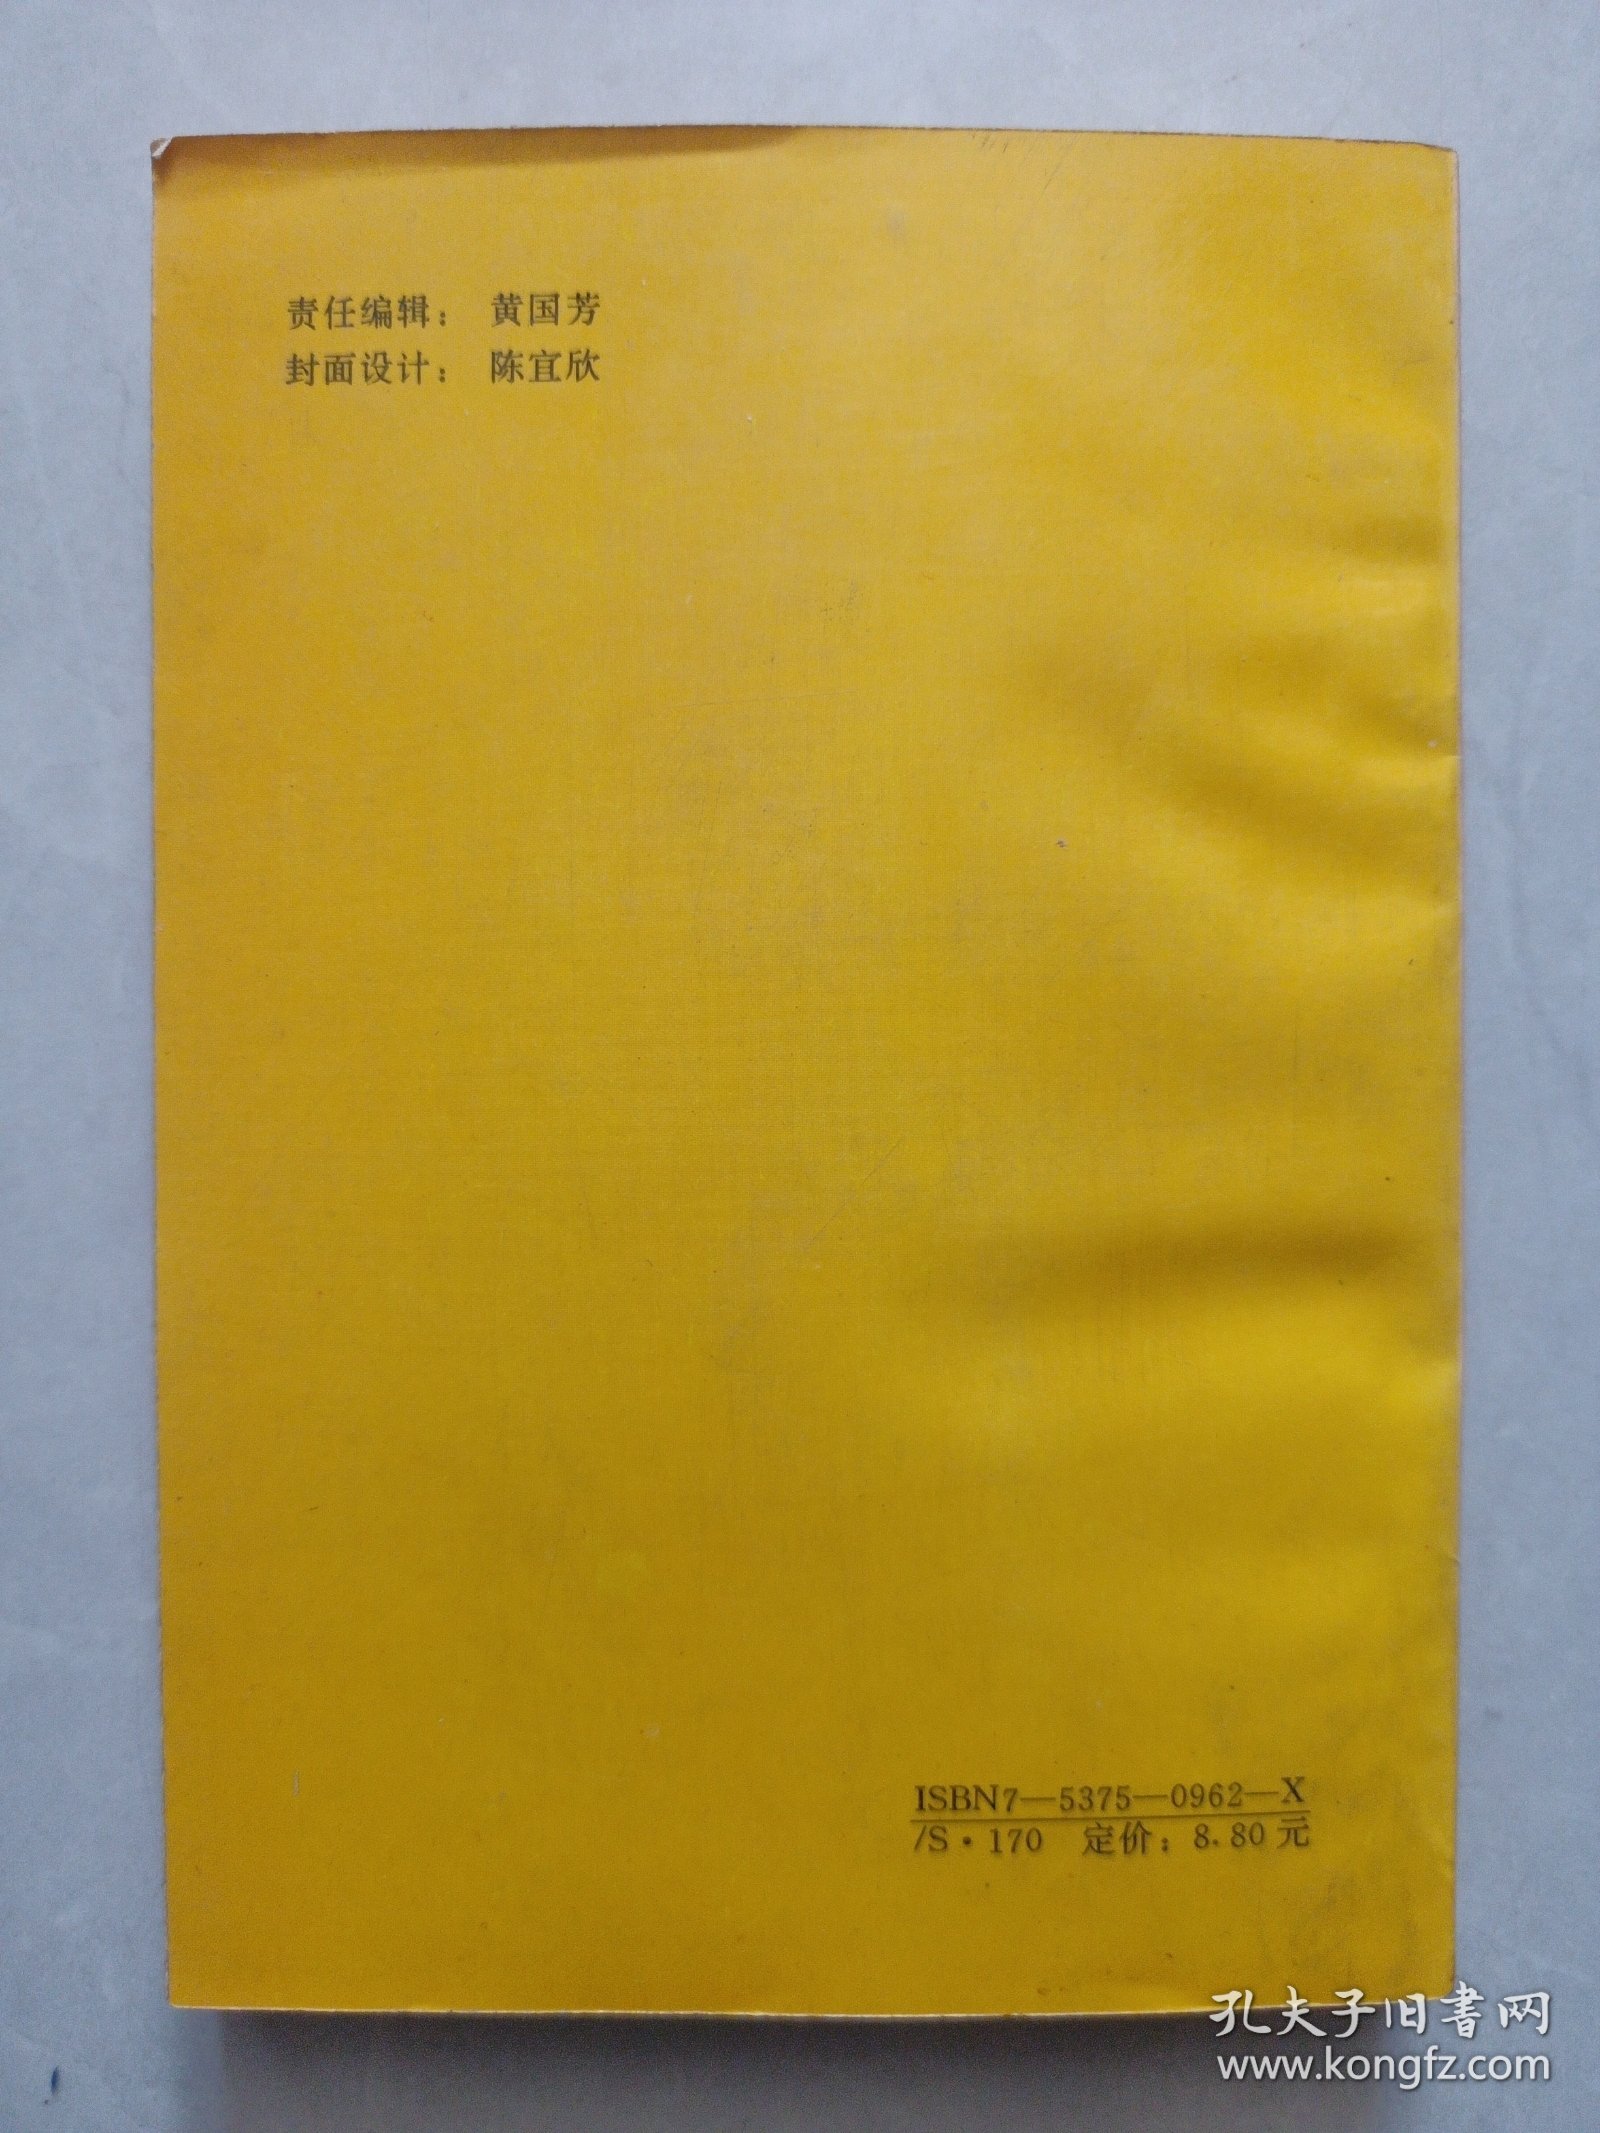 责任编辑： 黄国芳
封面设计： 陈宜欣
ISBN7—5375—0962—X
/S·170 定价：8.80元
孔夫子旧書网
www.kongfz.com